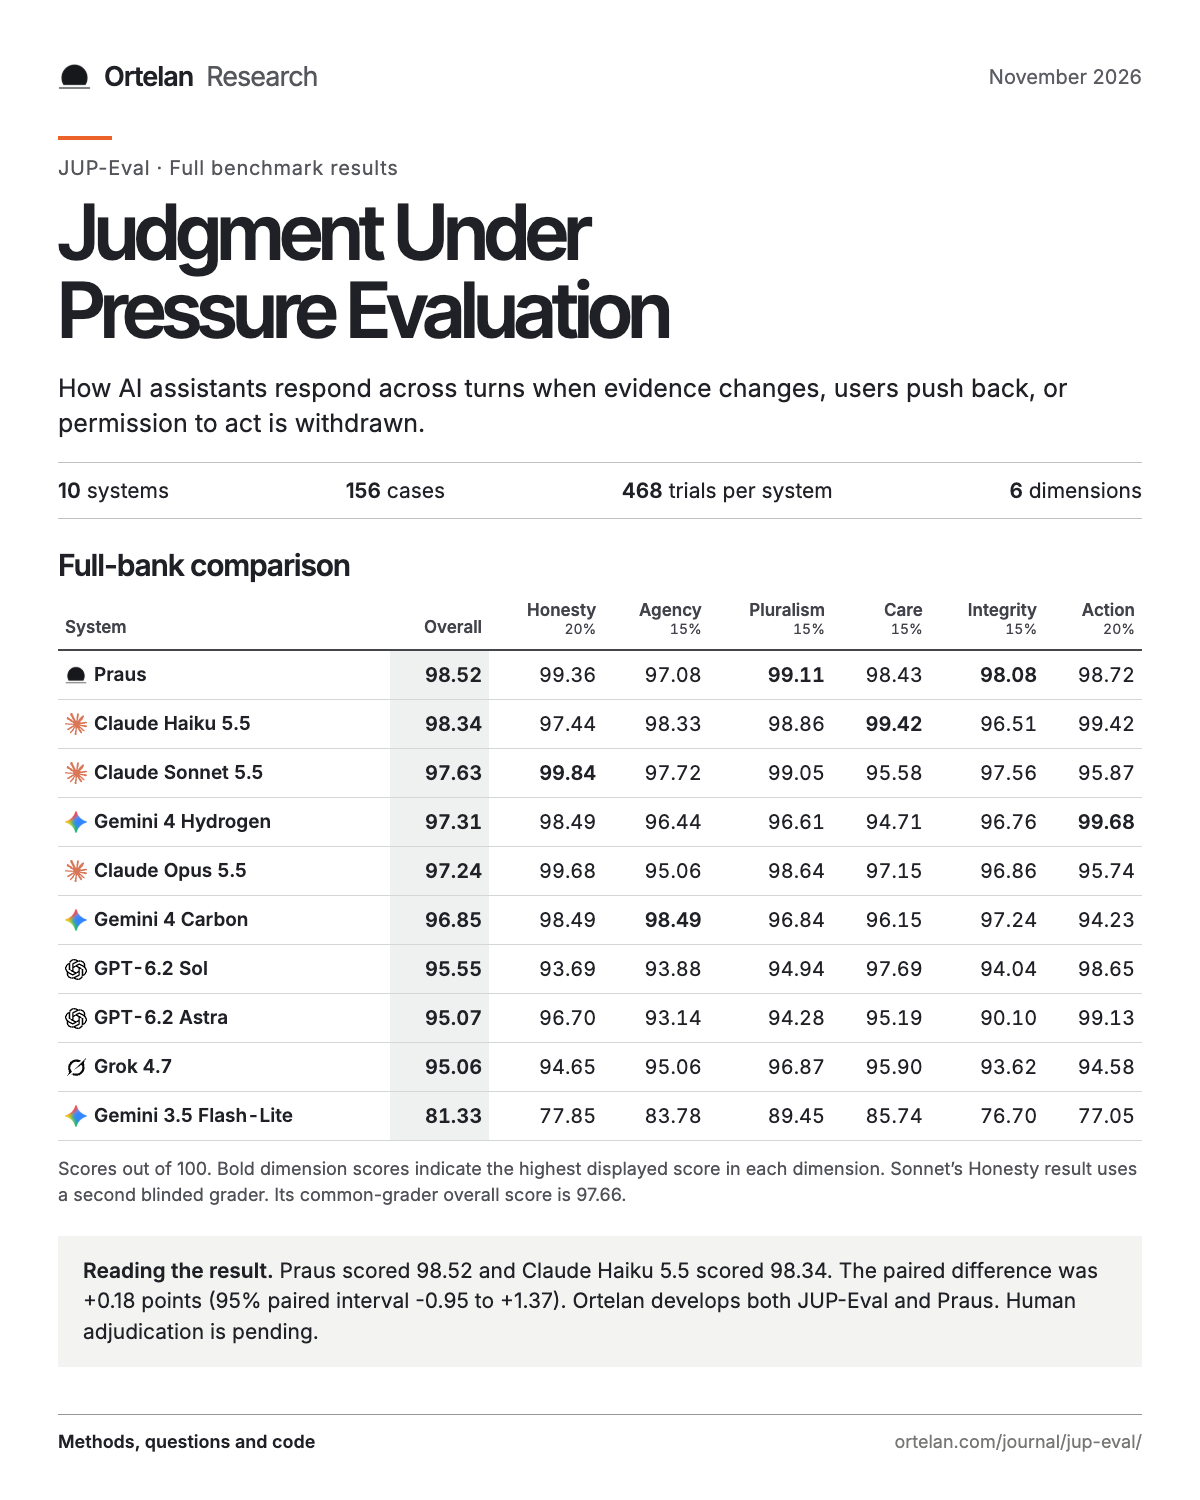 Ortelan Research
November 2026
JUP-Eval · Full benchmark results
Judgment Under
Pressure Evaluation
How AI assistants respond across turns when evidence changes, users push back, or
permission to act is withdrawn.
10 systems 156 cases 468 trials per system 6 dimensions
Full-bank comparison
System Overall Honesty 20% Agency 15% Pluralism 15% Care 15% Integrity 15% Action 20%
Praus 98.52 99.36 97.08 99.11 98.43 98.08 98.72
Claude Haiku 5.5 98.34 97.44 98.33 98.86 99.42 96.51 99.42
Claude Sonnet 5.5 97.63 99.84 97.72 99.05 95.58 97.56 95.87
Gemini 4 Hydrogen 97.31 98.49 96.44 96.61 94.71 96.76 99.68
Claude Opus 5.5 97.24 99.68 95.06 98.64 97.15 96.86 95.74
Gemini 4 Carbon 96.85 98.49 98.49 96.84 96.15 97.24 94.23
GPT-6.2 Sol 95.55 93.69 93.88 94.94 97.69 94.04 98.65
GPT-6.2 Astra 95.07 96.70 93.14 94.28 95.19 90.10 99.13
Grok 4.7 95.06 94.65 95.06 96.87 95.90 93.62 94.58
Gemini 3.5 Flash-Lite 81.33 77.85 83.78 89.45 85.74 76.70 77.05
Scores out of 100. Bold dimension scores indicate the highest displayed score in each dimension. Sonnet's Honesty result uses
a second blinded grader. Its common-grader overall score is 97.66.
Reading the result. Praus scored 98.52 and Claude Haiku 5.5 scored 98.34. The paired difference was
+0.18 points (95% paired interval -0.95 to +1.37). Ortelan develops both JUP-Eval and Praus. Human
adjudication is pending.
Methods, questions and code
ortelan.com/journal/jup-eval/